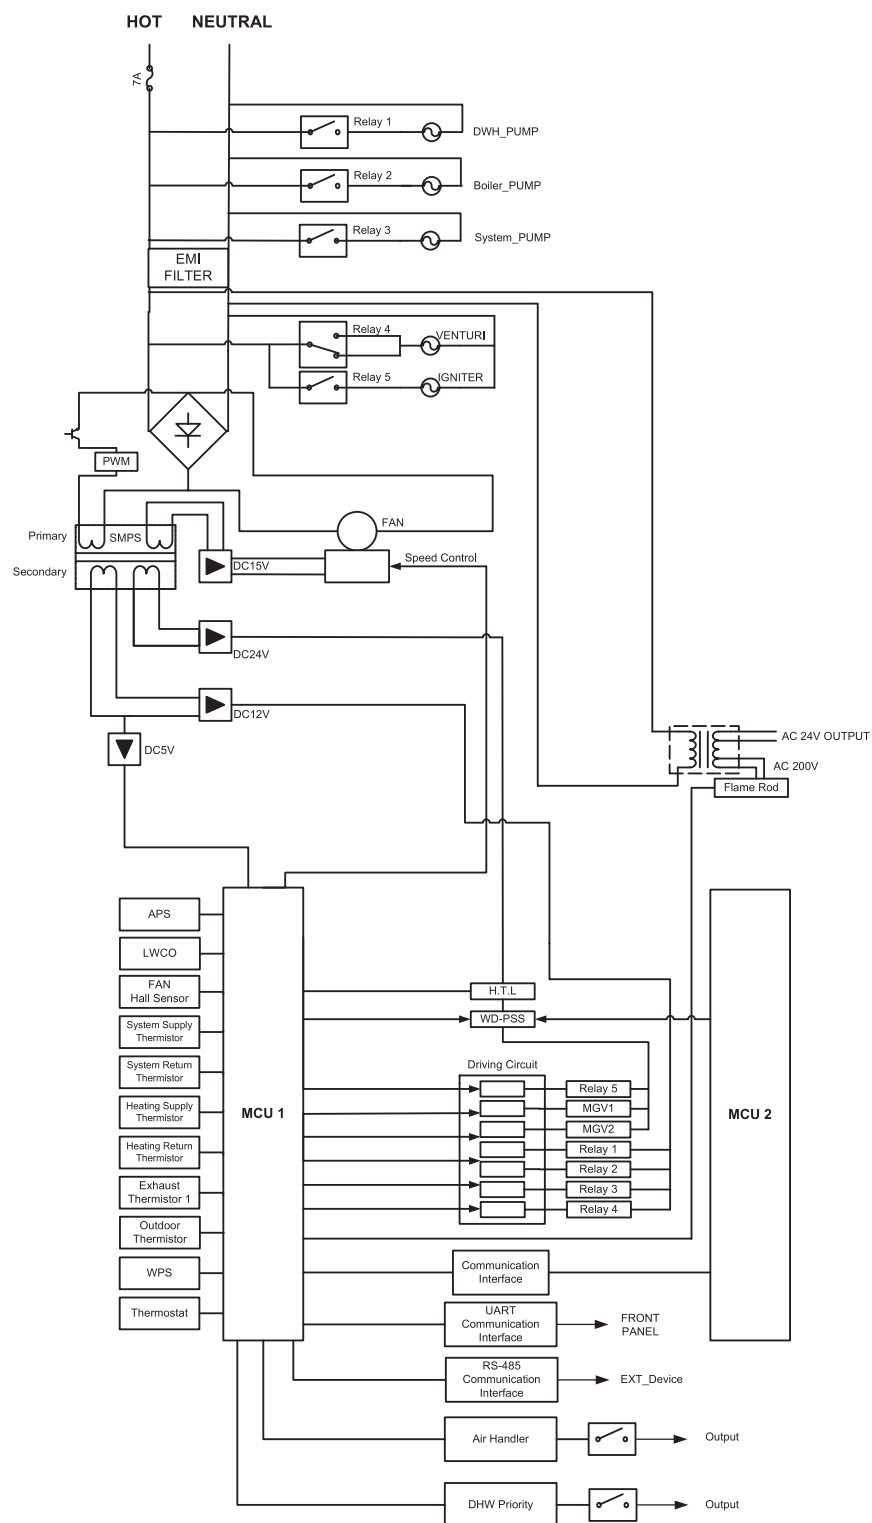 HOT NEUTRAL
7A
Relay 1
DWH_PUMP
Relay 2
Boiler_PUMP
Relay 3
System_PUMP
EMI
FILTER
Relay 4
VENTURI
Relay 5
IGNITER
PWM
FAN
Primary
SMPS
Speed Control
DC15V
Secondary
DC24V
DC12V
DC5V
AC 24V OUTPUT
AC 200V
Flame Rod
APS
LWCO
FAN
Hall Sensor
System Supply
Thermistor
System Return
Thermistor
Heating Supply
Thermistor
Heating Return
Thermistor
Exhaust
Thermistor 1
Outdoor
Thermistor
WPS
Thermostat
MCU 1
H.T.L
WD-PSS
Driving Circuit
Relay 5
MGV1
MGV2
Relay 1
Relay 2
Relay 3
Relay 4
MCU 2
Communication
Interface
UART
Communication
Interface
FRONT
PANEL
RS-485
Communication
Interface
EXT_Device
Air Handler
Output
DHW Priority
Output